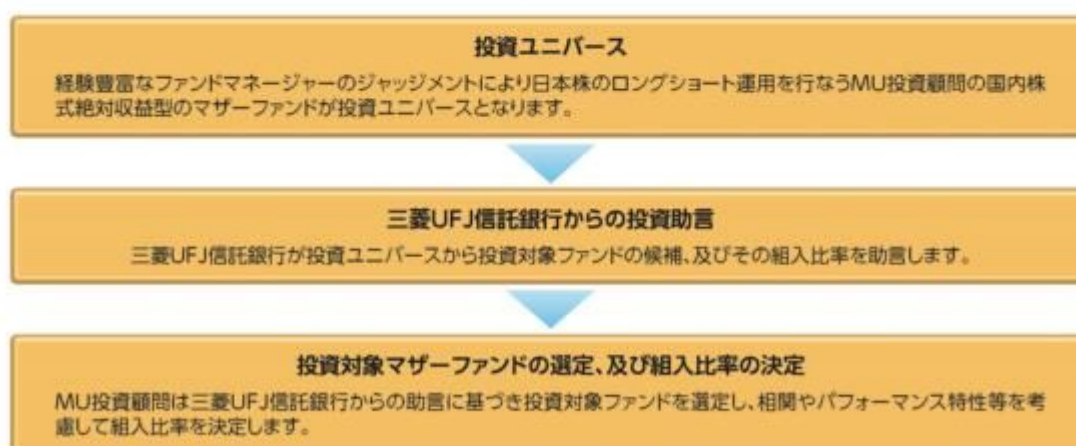 投資ユニバース
経験豊富なファンドマネージャーのジャッジメントにより日本株のロングショート運用を行なうMU投資顧問の国内株
式絶対収益型のマザーファンドが投資ユニバースとなります。
三菱UFJ信託銀行からの投資助言
三菱UFJ信託銀行が投資ユニバースから投資対象ファンドの候補、及びその組入比率を助言します。
投資対象マザーファンドの選定、及び組入比率の決定
MU投資顧問は三菱UFJ信託銀行からの助言に基づき投資対象ファンドを選定し、相関やパフォーマンス特性等を考
慮して組入比率を決定します。